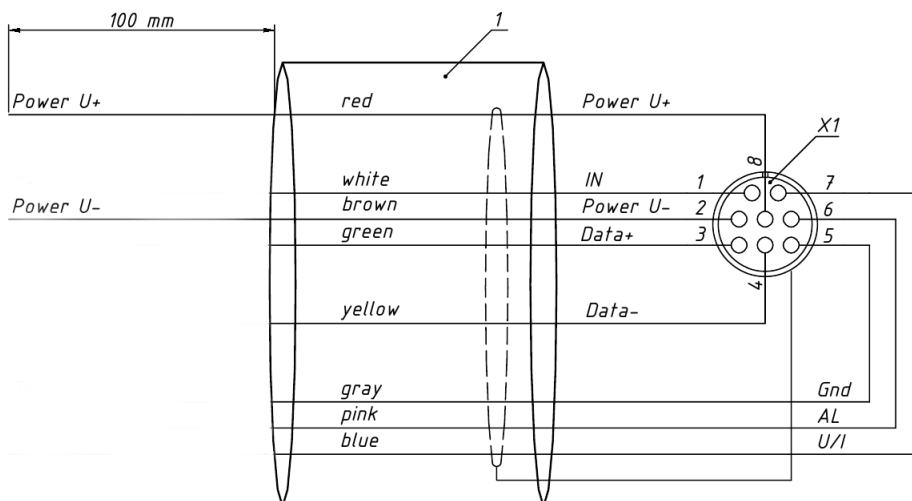 100 mm
1
Power U+ red Power U+
X1
8
white IN 1 7
Power U- brown Power U- 2 6
green Data+ 3 5
4
yellow Data-
gray Gnd
pink AL
blue U/I